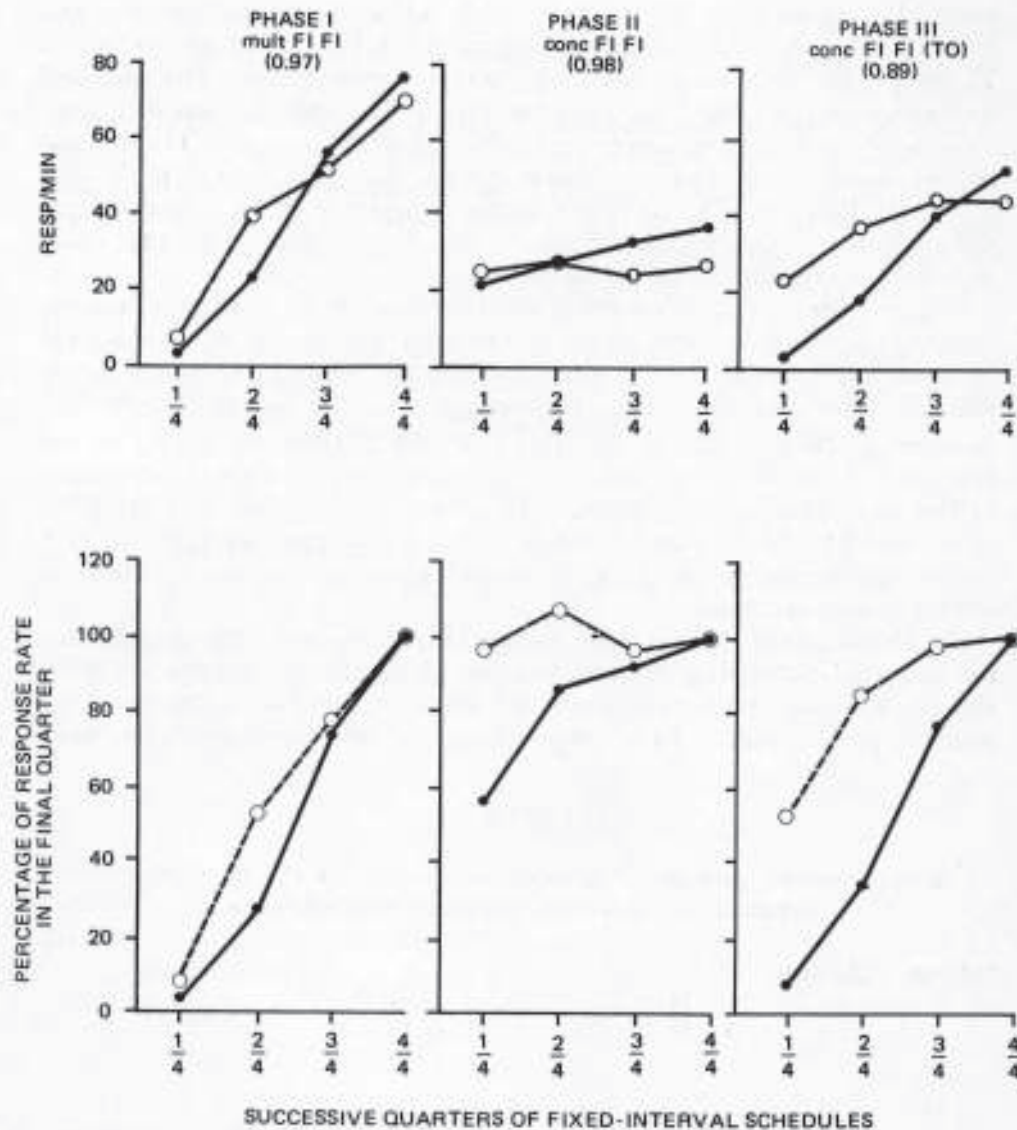 PHASE I
mult FI FI
(0.97)
PHASE II
conc FI FI
(0.98)
PHASE III
conc FI FI (TO)
(0.89)
RESP/MIN
80
60
40
20
0
1/4 2/4 3/4 4/4
1/4 2/4 3/4 4/4
1/4 2/4 3/4 4/4
PERCENTAGE OF RESPONSE RATE
IN THE FINAL QUARTER
120
100
80
60
40
20
0
1/4 2/4 3/4 4/4
1/4 2/4 3/4 4/4
1/4 2/4 3/4 4/4
SUCCESSIVE QUARTERS OF FIXED-INTERVAL SCHEDULES